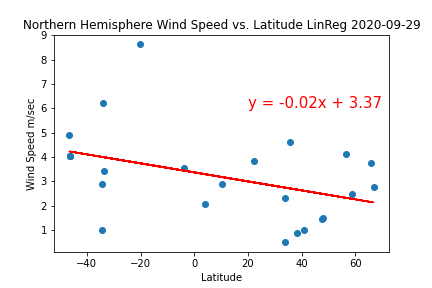 Northern Hemisphere Wind Speed vs. Latitude LinReg 2020-09-29
9
8
7
6
5
4
3
2
1
Wind Speed m/sec
y = -0.02x + 3.37
−40 −20 0 20 40 60
Latitude